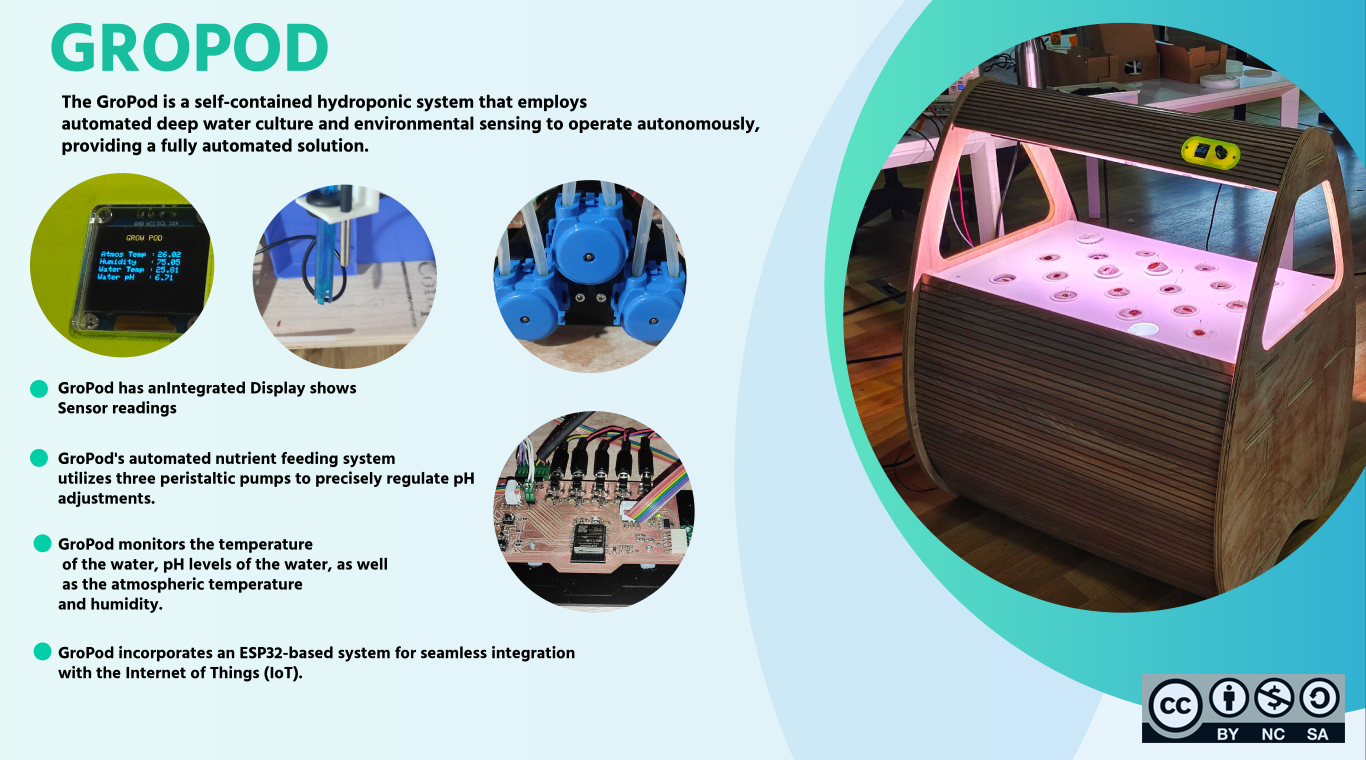 GROPOD
The GroPod is a self-contained hydroponic system that employs
automated deep water culture and environmental sensing to operate autonomously,
providing a fully automated solution.
GND VCC SCL SDA
GROW POD
Atmos Temp : 26.02
Humidity : 75.05
Water Temp : 25.81
Water pH : 6.71
GroPod has anIntegrated Display shows
Sensor readings
GroPod's automated nutrient feeding system
utilizes three peristaltic pumps to precisely regulate pH
adjustments.
GroPod monitors the temperature
of the water, pH levels of the water, as well
as the atmospheric temperature
and humidity.
GroPod incorporates an ESP32-based system for seamless integration
with the Internet of Things (IoT).
CC
BY NC SA